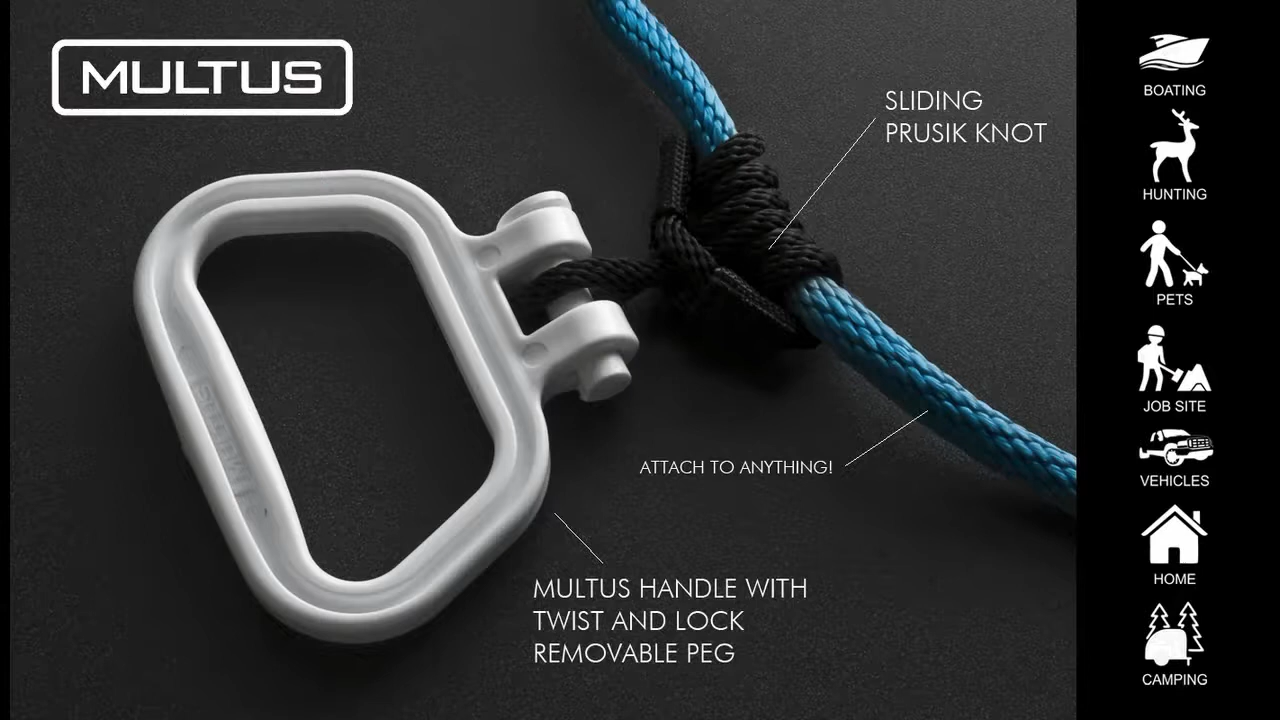 MULTUS
SLIDING
PRUSIK KNOT
ATTACH TO ANYTHING!
MULTUS HANDLE WITH
TWIST AND LOCK
REMOVABLE PEG
MULTUS
BOATING
HUNTING
PETS
JOB SITE
VEHICLES
HOME
CAMPING